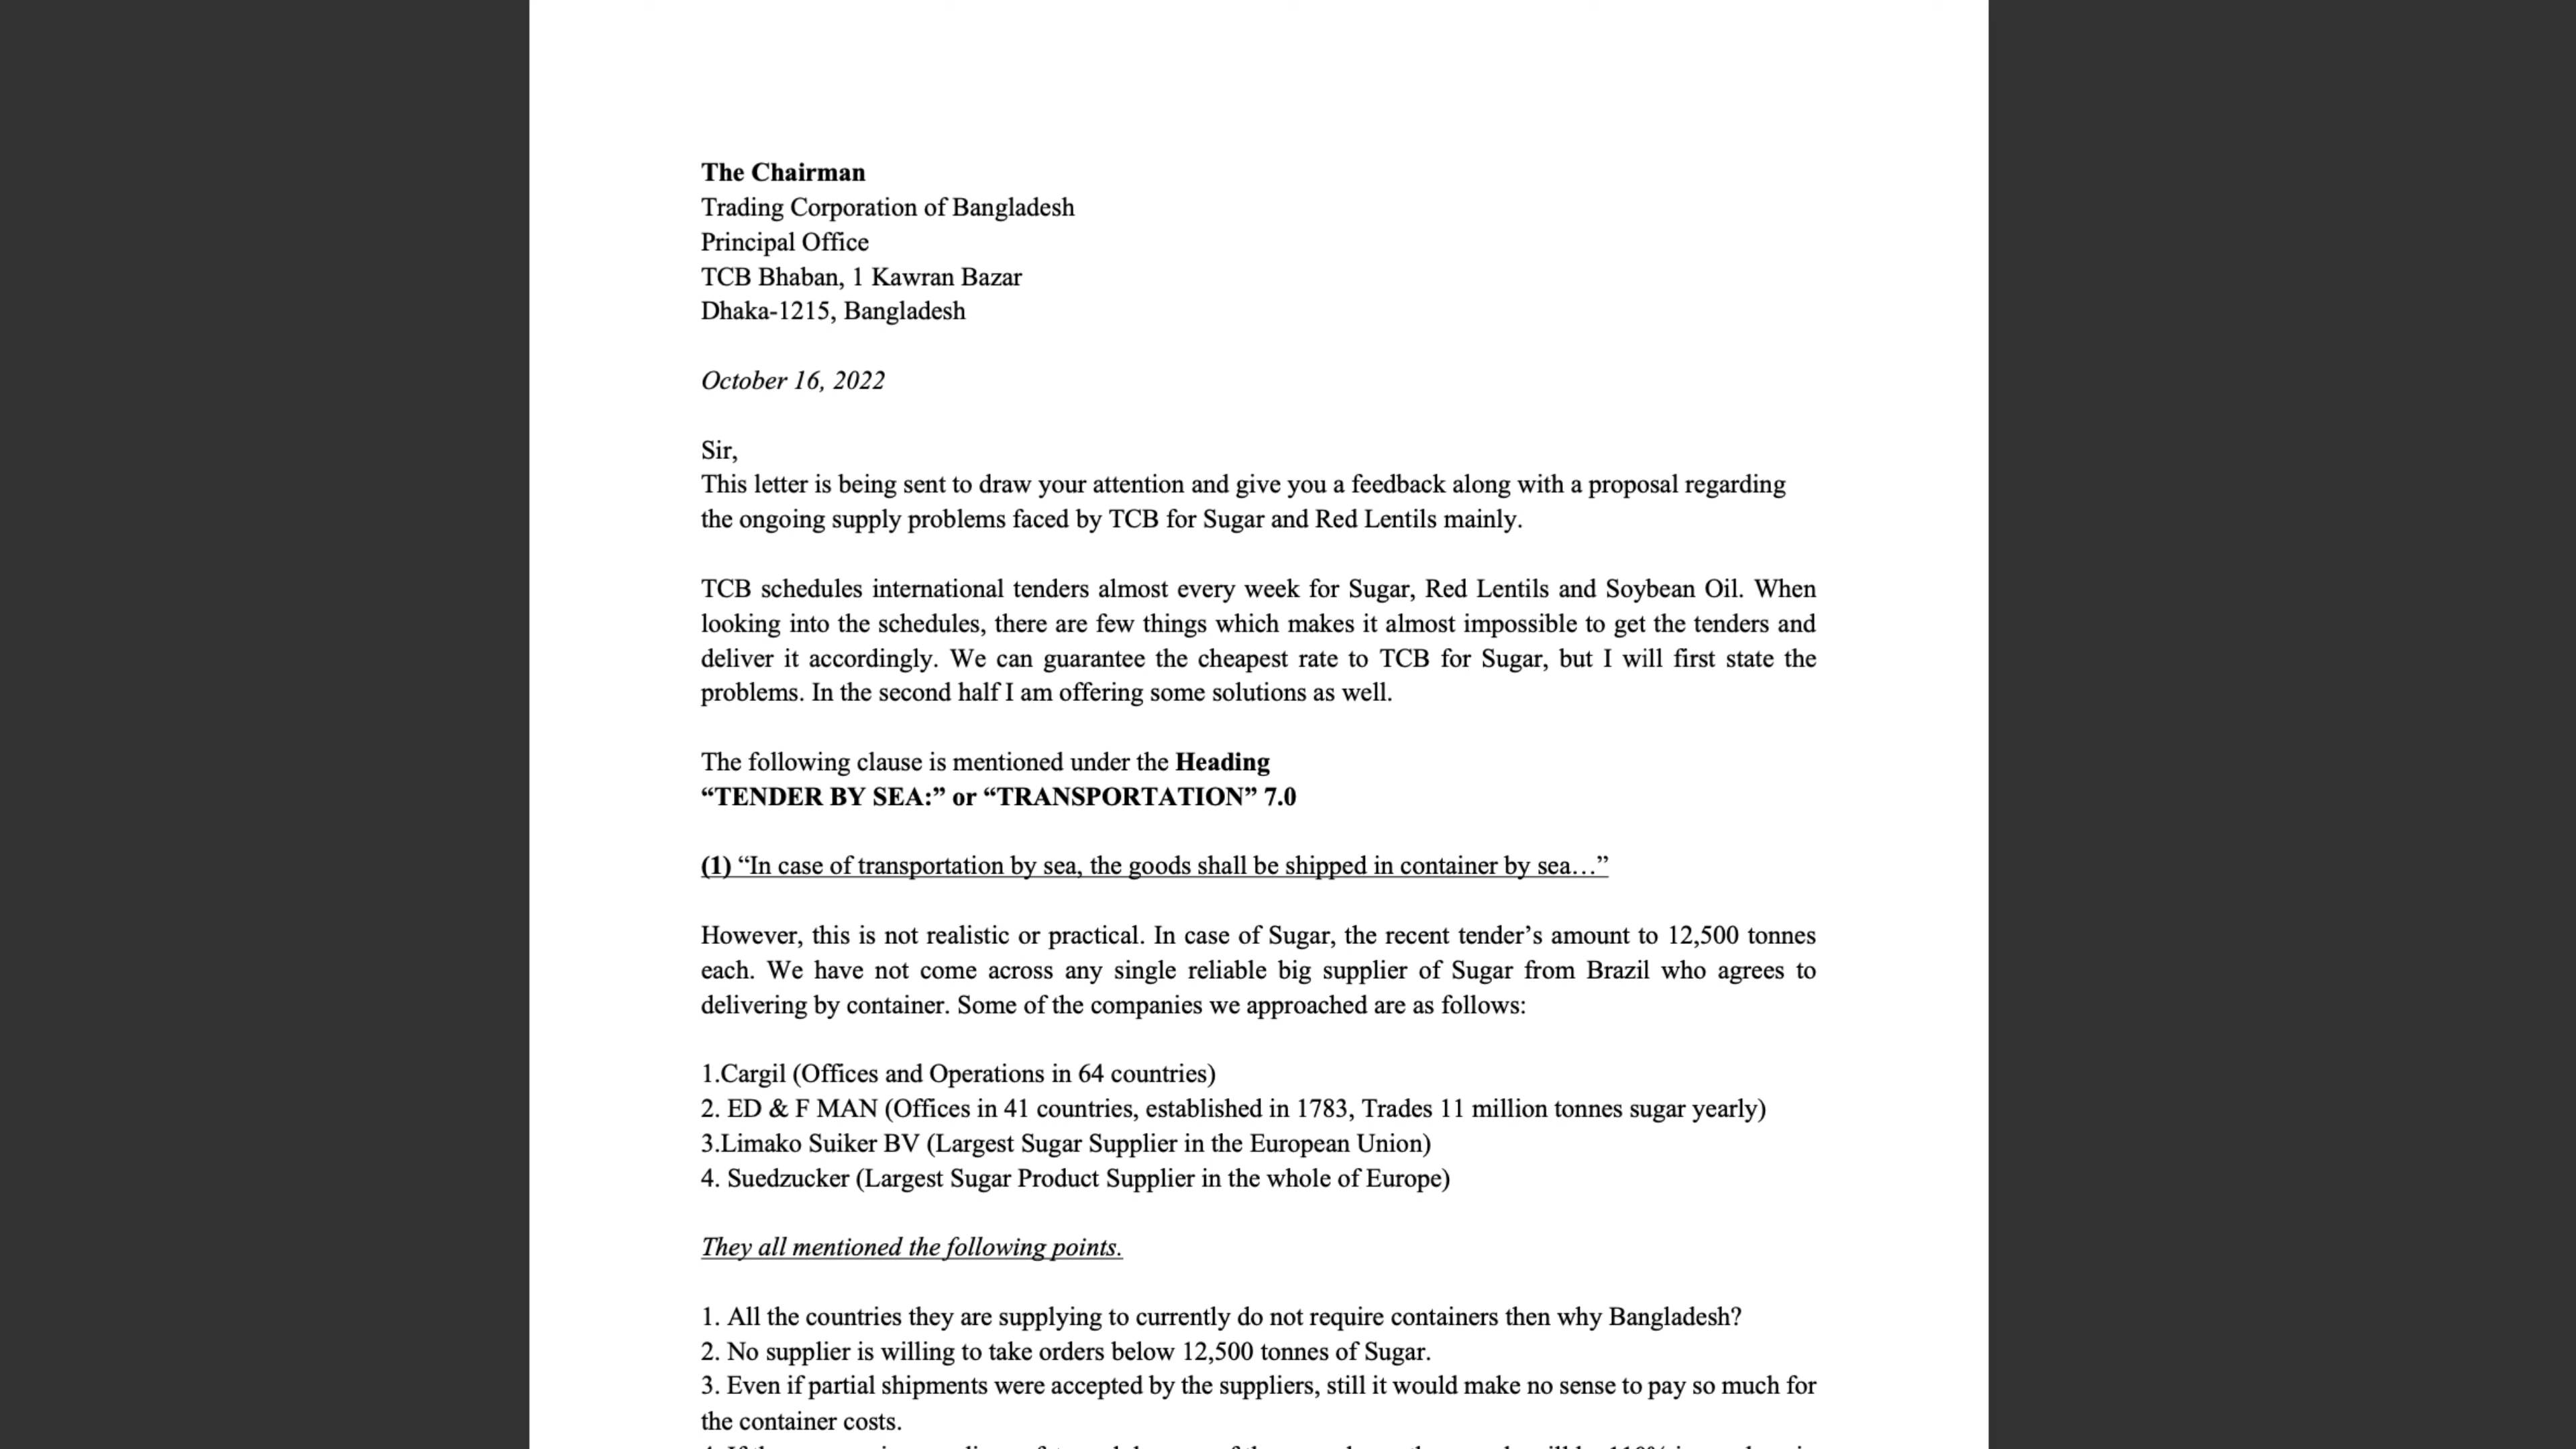 The Chairman
Trading Corporation of Bangladesh
Principal Office
TCB Bhaban, 1 Kawran Bazar
Dhaka-1215, Bangladesh
October 16, 2022
Sir,
This letter is being sent to draw your attention and give you a feedback along with a proposal regarding
the ongoing supply problems faced by TCB for Sugar and Red Lentils mainly.
TCB schedules international tenders almost every week for Sugar, Red Lentils and Soybean Oil. When
looking into the schedules, there are few things which makes it almost impossible to get the tenders and
deliver it accordingly. We can guarantee the cheapest rate to TCB for Sugar, but I will first state the
problems. In the second half I am offering some solutions as well.
The following clause is mentioned under the Heading
“TENDER BY SEA:” or “TRANSPORTATION” 7.0
(1) “In case of transportation by sea, the goods shall be shipped in container by sea…”
However, this is not realistic or practical. In case of Sugar, the recent tender’s amount to 12,500 tonnes
each. We have not come across any single reliable big supplier of Sugar from Brazil who agrees to
delivering by container. Some of the companies we approached are as follows:
1.Cargil (Offices and Operations in 64 countries)
2. ED & F MAN (Offices in 41 countries, established in 1783, Trades 11 million tonnes sugar yearly)
3.Limako Suiker BV (Largest Sugar Supplier in the European Union)
4. Suedzucker (Largest Sugar Product Supplier in the whole of Europe)
They all mentioned the following points.
1. All the countries they are supplying to currently do not require containers then why Bangladesh?
2. No supplier is willing to take orders below 12,500 tonnes of Sugar.
3. Even if partial shipments were accepted by the suppliers, still it would make no sense to pay so much for
the container costs.